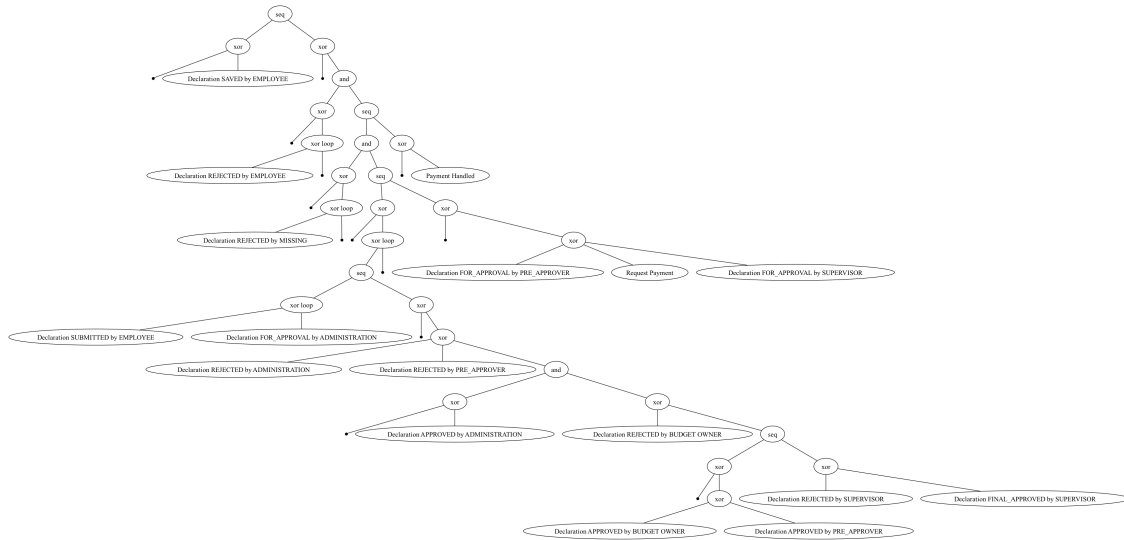 seq
xor
xor
Declaration SAVED by EMPLOYEE
and
xor
seq
xor loop
and
xor
Declaration REJECTED by EMPLOYEE
xor
seq
Payment Handled
xor loop
xor
xor
Declaration REJECTED by MISSING
xor loop
xor
seq
Declaration FOR_APPROVAL by PRE_APPROVER
Request Payment
Declaration FOR_APPROVAL by SUPERVISOR
xor loop
xor
Declaration SUBMITTED by EMPLOYEE
Declaration FOR_APPROVAL by ADMINISTRATION
xor
Declaration REJECTED by ADMINISTRATION
Declaration REJECTED by PRE_APPROVER
and
xor
xor
Declaration APPROVED by ADMINISTRATION
Declaration REJECTED by BUDGET OWNER
seq
xor
xor
xor
Declaration REJECTED by SUPERVISOR
Declaration FINAL_APPROVED by SUPERVISOR
Declaration APPROVED by BUDGET OWNER
Declaration APPROVED by PRE_APPROVER